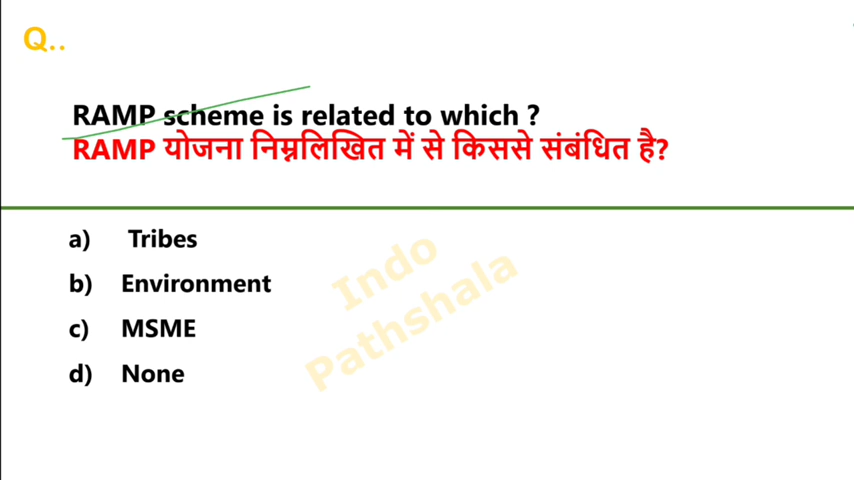 Q..
RAMP scheme is related to which ?
RAMP योजना निम्नलिखित में से किससे संबंधित है?
a) Tribes
b) Environment
c) MSME
d) None
Indo
Pathshala